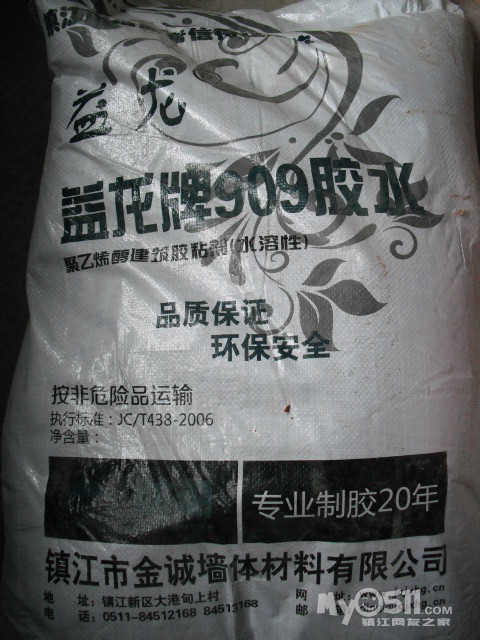 益龙
益龙牌909胶水
聚乙烯醇建筑胶粘剂(水溶性)
品质保证
环保安全
按非危险品运输
执行标准：JC/T438-2006
净含量：
专业制胶20年
镇江市金诚墙体材料有限公司
地 址：镇江新区大港甸上村
网
电 话：0511-84512168 84513168
邮
My0511.com
镇江网友之家